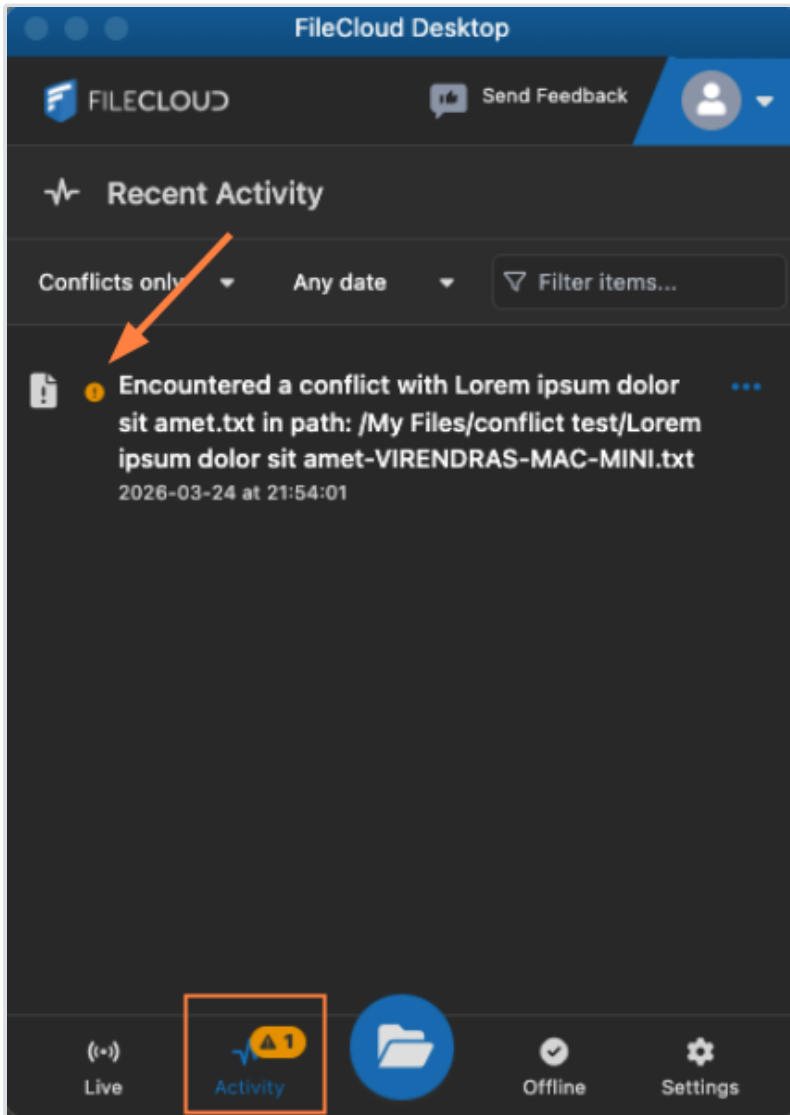 FileCloud Desktop
FILECLOUD
Send Feedback
Recent Activity
Conflicts only
Any date
Filter items...
Encountered a conflict with Lorem ipsum dolor
sit amet.txt in path: /My Files/conflict test/Lorem
ipsum dolor sit amet-VIRENDRAS-MAC-MINI.txt
2026-03-24 at 21:54:01
1
Live
Activity
Offline
Settings